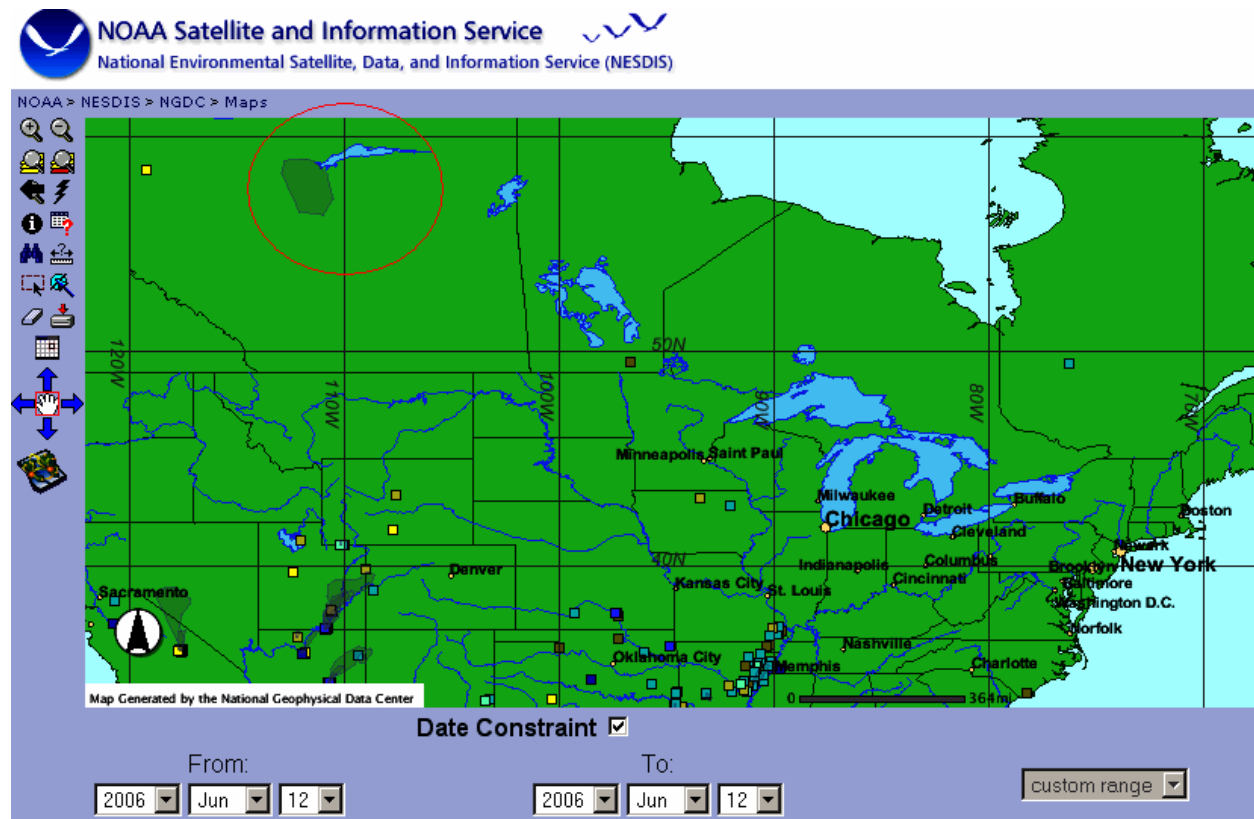 NOAA Satellite and Information Service
National Environmental Satellite, Data, and Information Service (NESDIS)
NOAA > NESDIS > NGDC > Maps
50N
120W
110W
100W
90W
80W
70W
Minneapolis
Saint Paul
Milwaukee
Buffalo
Chicago
Detroit
Boston
Cleveland
Newark
40N
Denver
Indianapolis
Columbus
Brooklyn
New York
Kansas City
Cincinnati
Baltimore
Sacramento
St. Louis
Washington D.C.
Norfolk
Nashville
Oklahoma City
Memphis
Charlotte
Map Generated by the National Geophysical Data Center
0 364mi
Date Constraint
From: To:
2006 Jun 12 2006 Jun 12 custom range